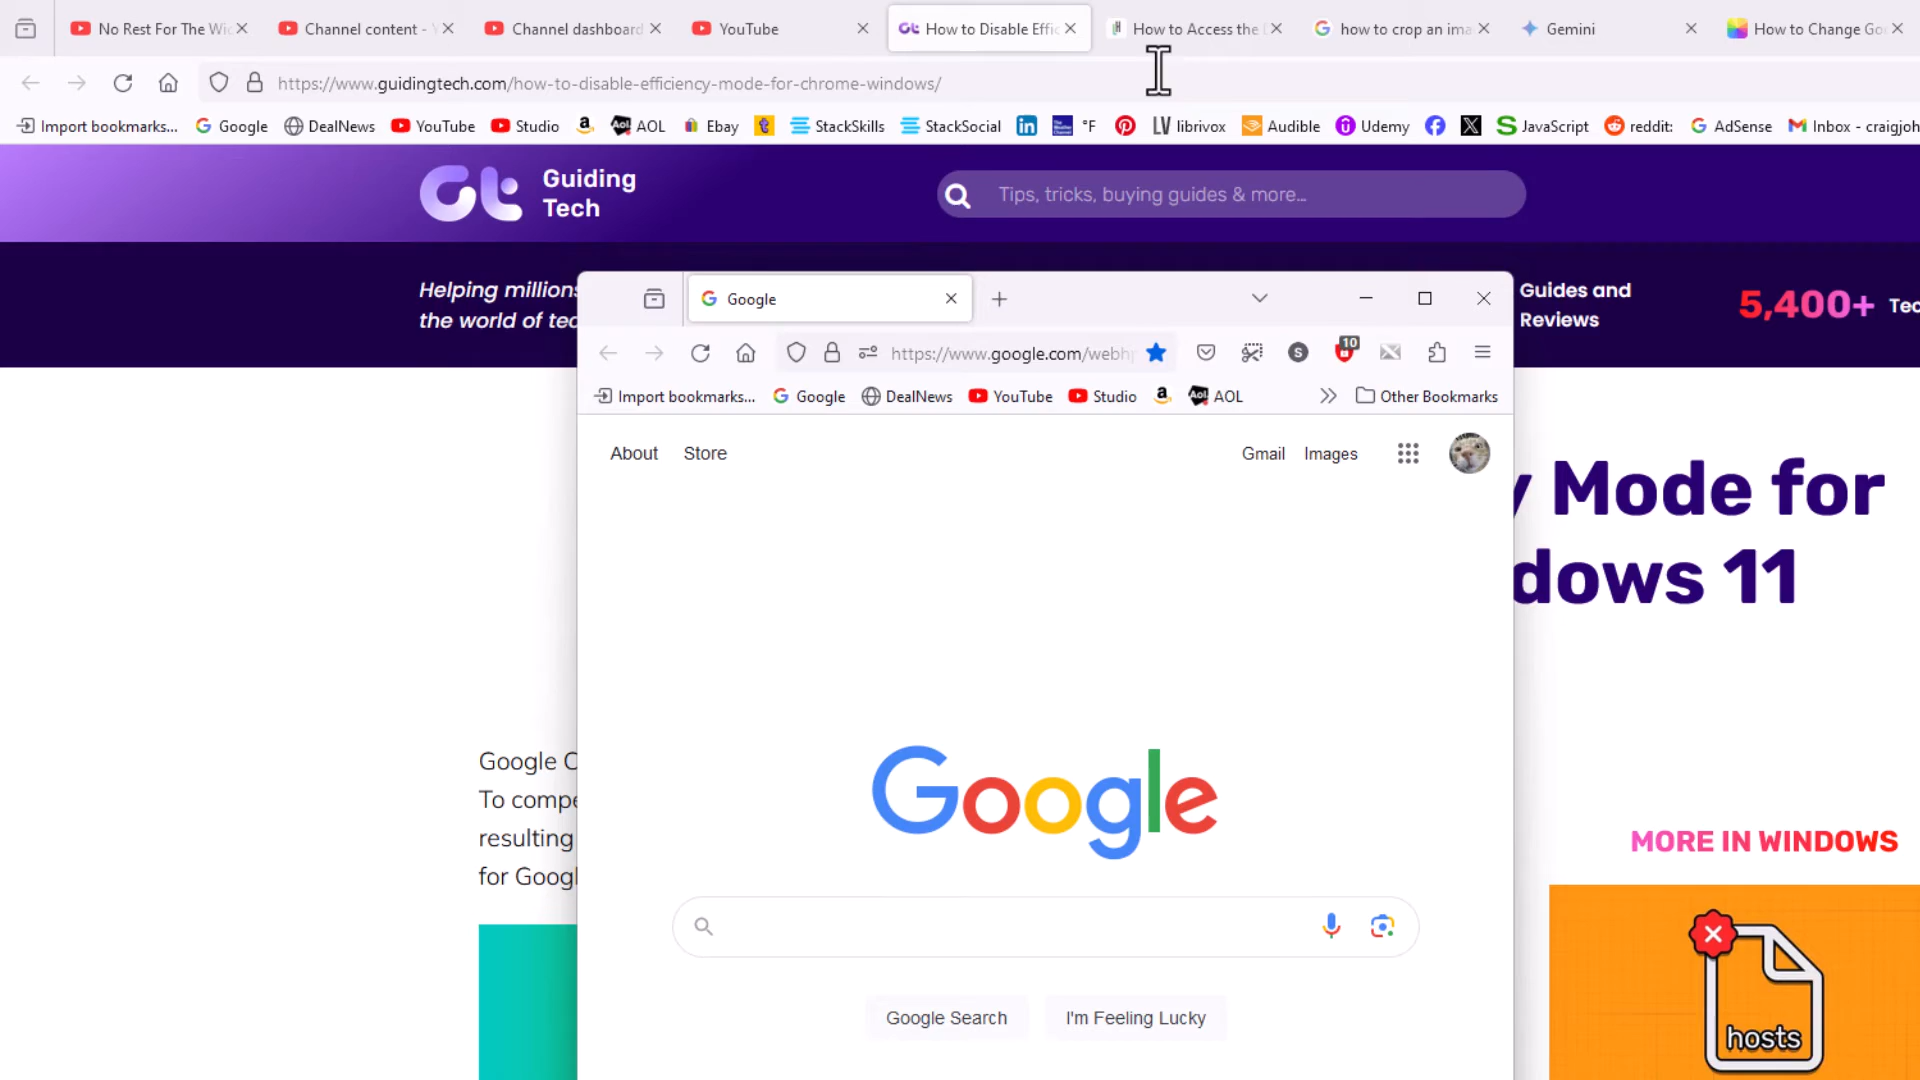 No Rest For The Wic
Channel content - Y
Channel dashboard
YouTube
How to Disable Effic
How to Access the D
how to crop an ima
Gemini
How to Change Goo
https://www.guidingtech.com/how-to-disable-efficiency-mode-for-chrome-windows/
Import bookmarks...
Google
DealNews
YouTube
Studio
AOL
Ebay
StackSkills
StackSocial
°F
librivox
Audible
Udemy
JavaScript
reddit:
AdSense
Inbox - craigjoh
Guiding
Tech
Tips, tricks, buying guides & more...
Helping millions
the world of tec
Guides and
Reviews
5,400+
Tec
Google
https://www.google.com/webhp
10
Import bookmarks...
Google
DealNews
YouTube
Studio
AOL
Other Bookmarks
About
Store
Gmail
Images
y Mode for
dows 11
Google
Google C
To compe
resulting
for Googl
MORE IN WINDOWS
Google Search
I'm Feeling Lucky
hosts